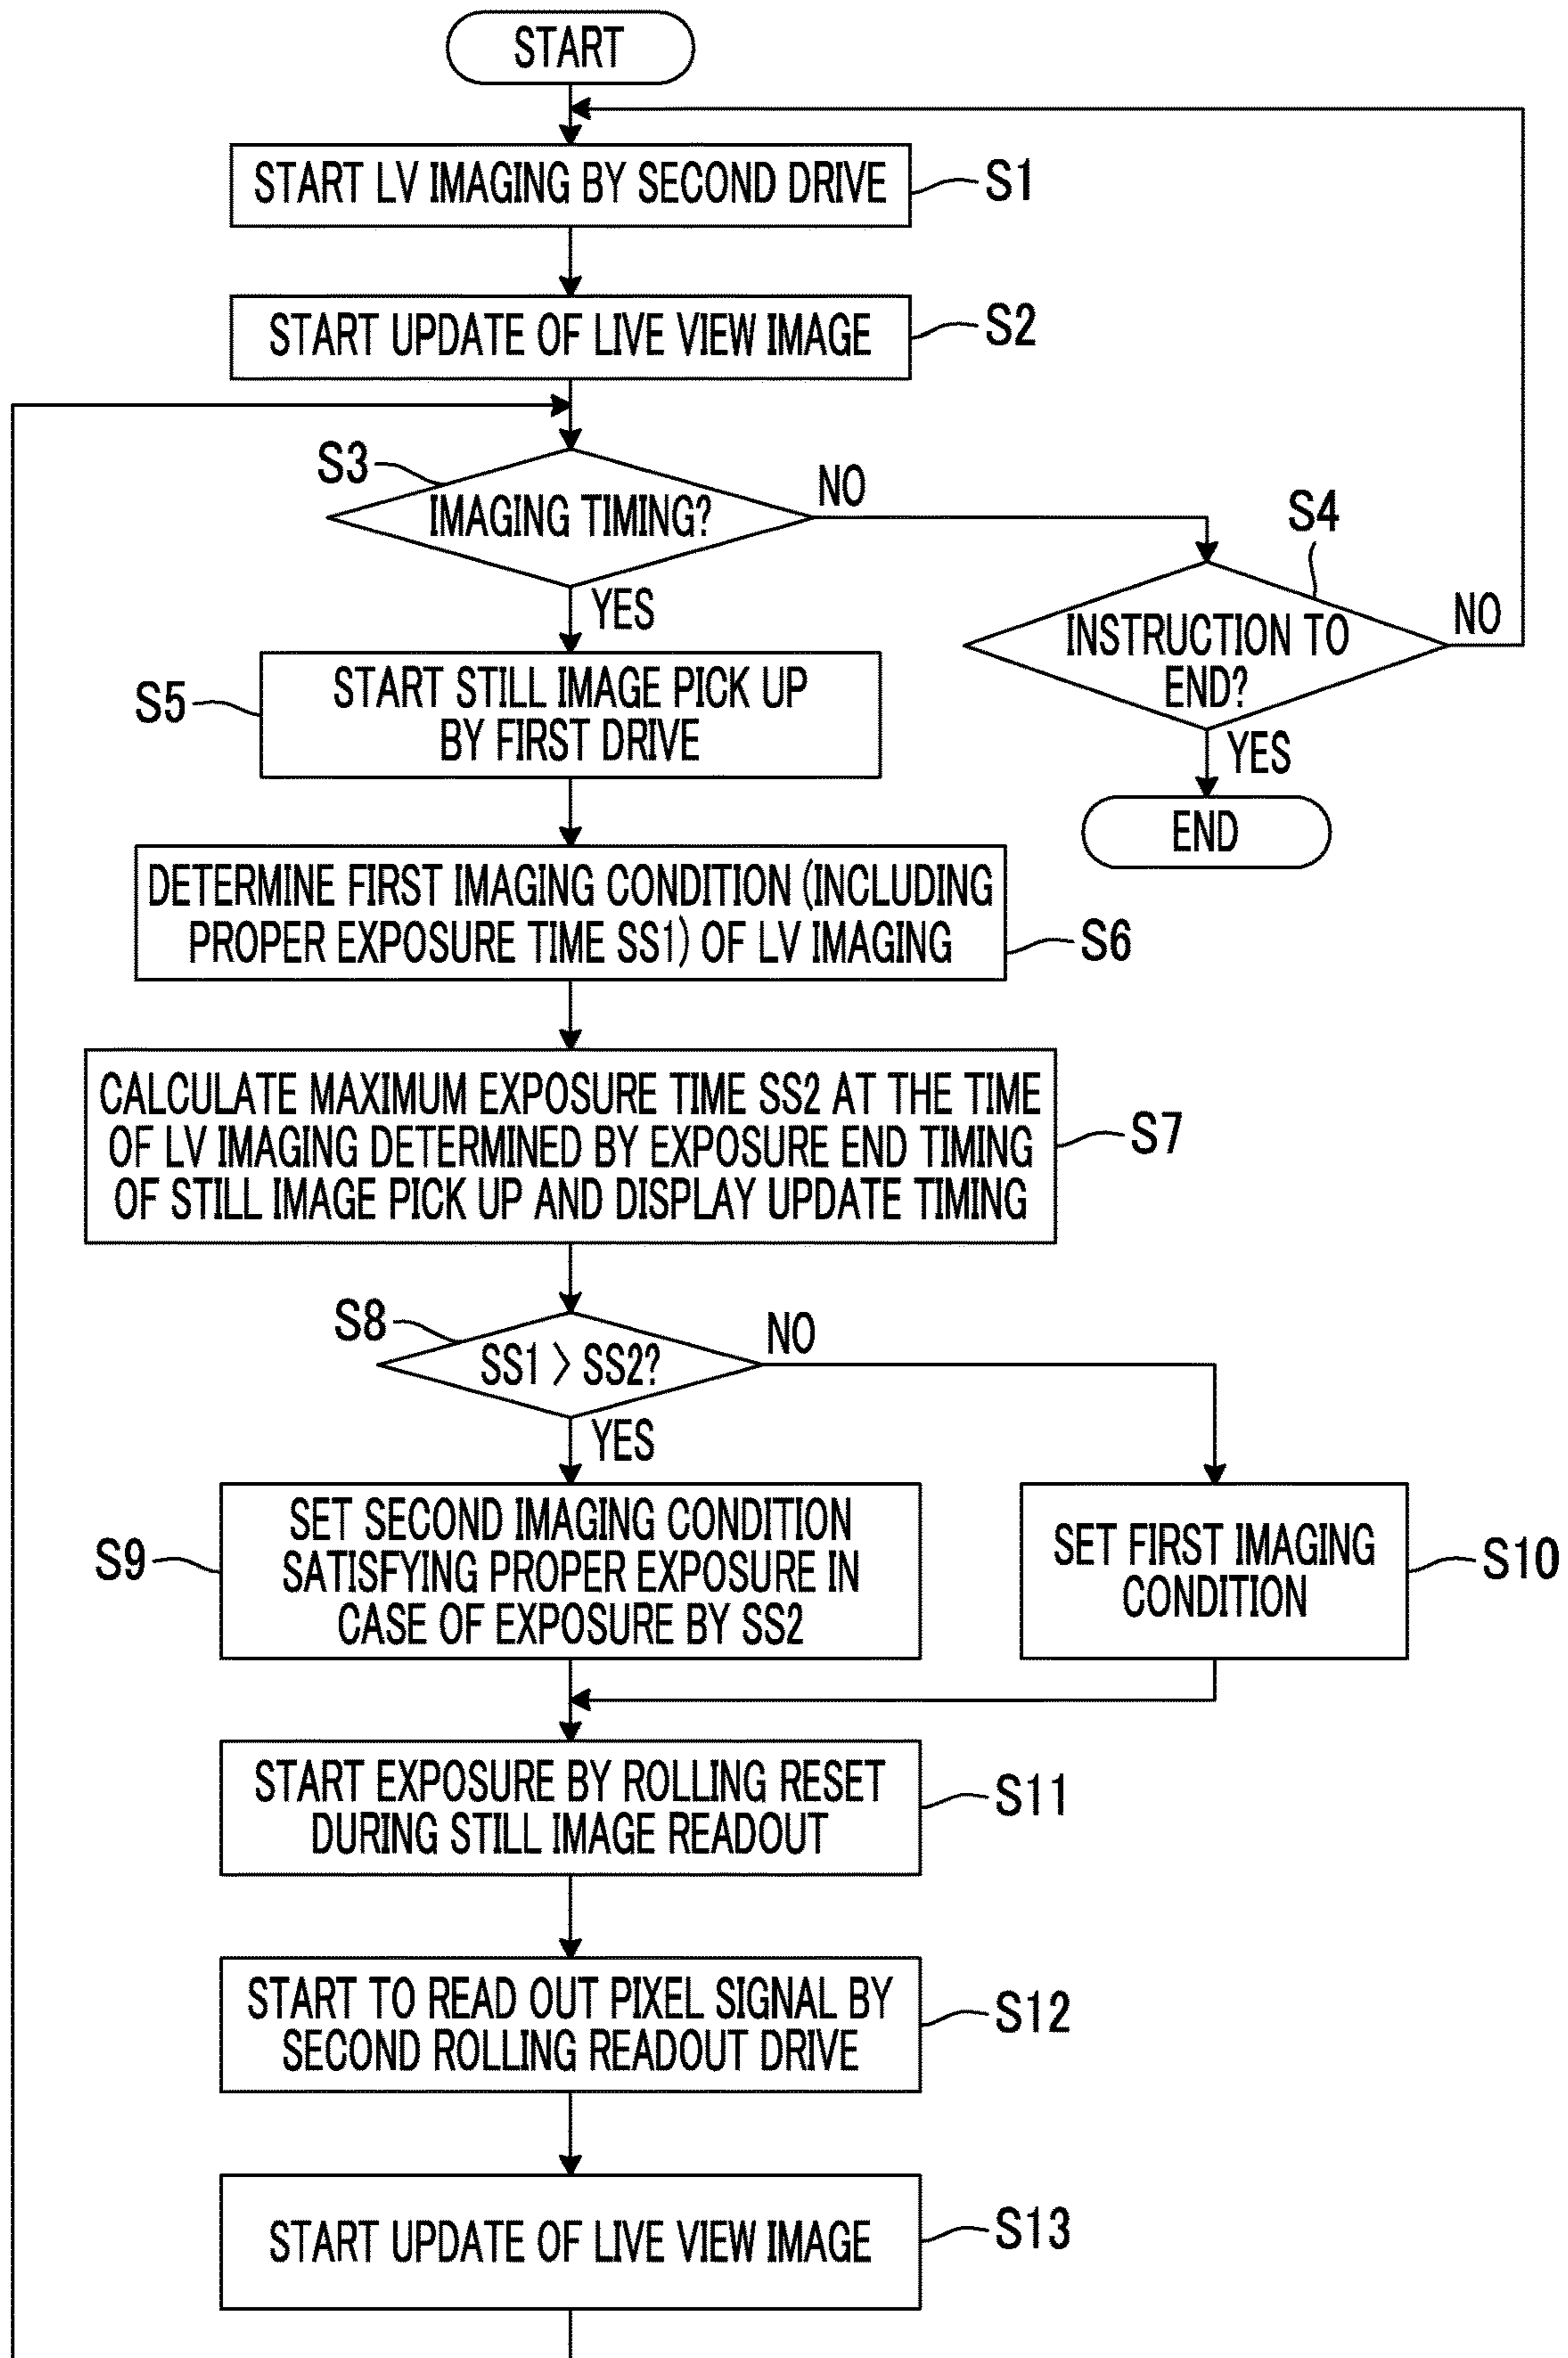 START
START LV IMAGING BY SECOND DRIVE
S1
START UPDATE OF LIVE VIEW IMAGE
S2
S3
IMAGING TIMING?
NO
YES
S4
INSTRUCTION TO
END?
NO
YES
END
S5
START STILL IMAGE PICK UP
BY FIRST DRIVE
DETERMINE FIRST IMAGING CONDITION (INCLUDING
PROPER EXPOSURE TIME SS1) OF LV IMAGING
S6
CALCULATE MAXIMUM EXPOSURE TIME SS2 AT THE TIME
OF LV IMAGING DETERMINED BY EXPOSURE END TIMING
OF STILL IMAGE PICK UP AND DISPLAY UPDATE TIMING
S7
S8
SS1 > SS2?
NO
YES
S9
SET SECOND IMAGING CONDITION
SATISFYING PROPER EXPOSURE IN
CASE OF EXPOSURE BY SS2
SET FIRST IMAGING
CONDITION
S10
START EXPOSURE BY ROLLING RESET
DURING STILL IMAGE READOUT
S11
START TO READ OUT PIXEL SIGNAL BY
SECOND ROLLING READOUT DRIVE
S12
START UPDATE OF LIVE VIEW IMAGE
S13